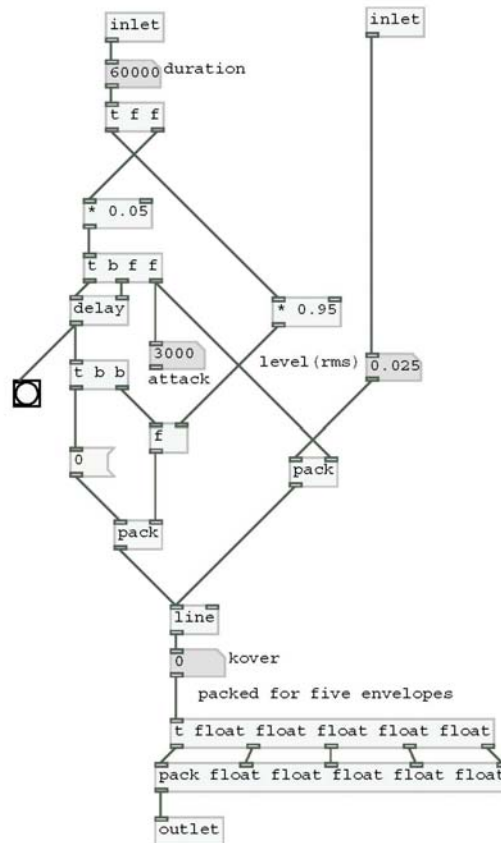 inlet
inlet
60000 duration
t f f
* 0.05
t b f f
delay
* 0.95
3000
attack
level(rms)
0.025
t b b
f
0
pack
pack
line
0 kover
packed for five envelopes
t float float float float float
pack float float float float float
outlet